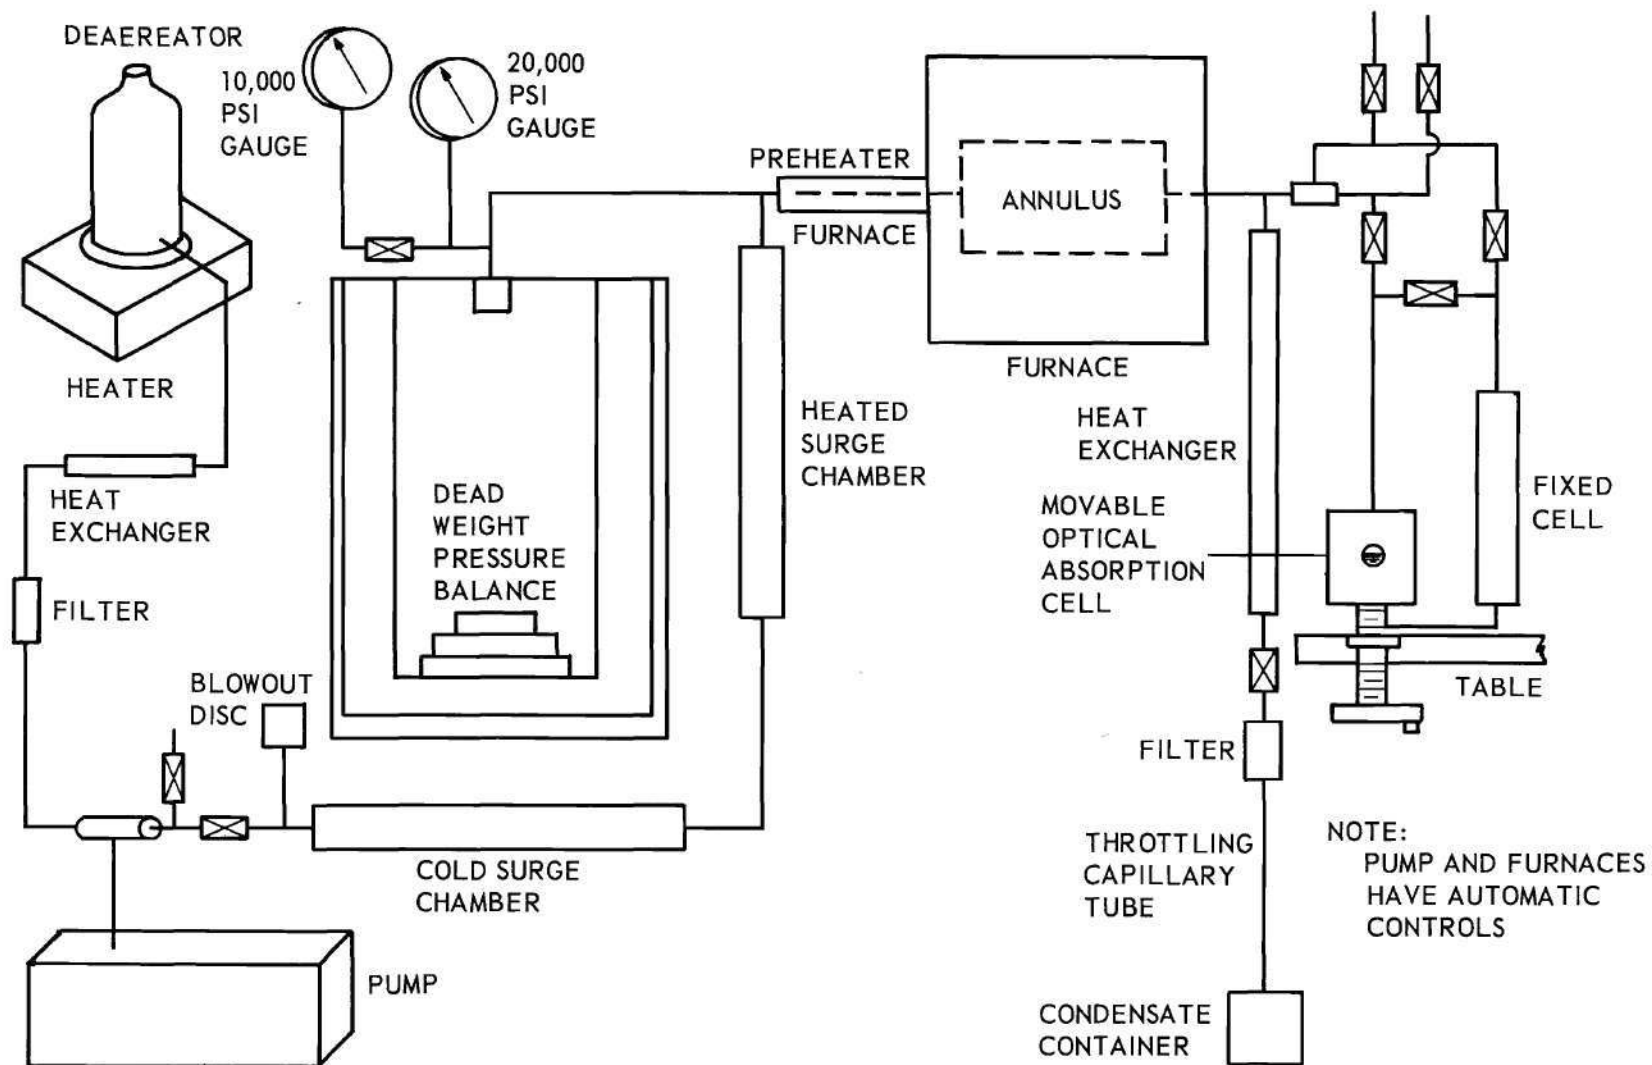 DEAEREATOR
10,000
PSI
GAUGE
20,000
PSI
GAUGE
HEATER
HEAT
EXCHANGER
FILTER
BLOWOUT
DISC
DEAD
WEIGHT
PRESSURE
BALANCE
COLD SURGE
CHAMBER
PUMP
PREHEATER
FURNACE
ANNULUS
FURNACE
HEATED
SURGE
CHAMBER
HEAT
EXCHANGER
MOVABLE
OPTICAL
ABSORPTION
CELL
FIXED
CELL
TABLE
FILTER
THROTTLING
CAPILLARY
TUBE
NOTE:
PUMP AND FURNACES
HAVE AUTOMATIC
CONTROLS
CONDENSATE
CONTAINER